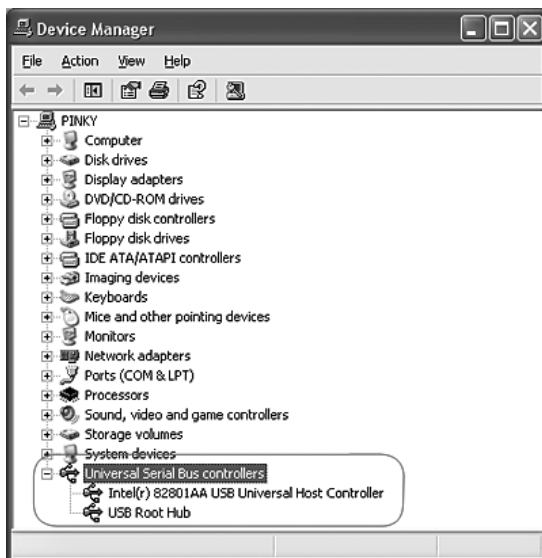 Device Manager
File Action View Help
PINKY
Computer
Disk drives
Display adapters
DVD/CD-ROM drives
Floppy disk controllers
Floppy disk drives
IDE ATA/ATAPI controllers
Imaging devices
Keyboards
Mice and other pointing devices
Monitors
Network adapters
Ports (COM & LPT)
Processors
Sound, video and game controllers
Storage volumes
System devices
Universal Serial Bus controllers
Intel(r) 82801AA USB Universal Host Controller
USB Root Hub